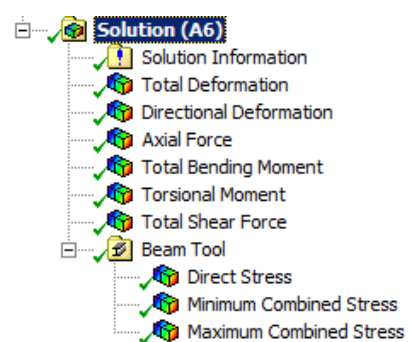 Solution (A6)
Solution Information
Total Deformation
Directional Deformation
Axial Force
Total Bending Moment
Torsional Moment
Total Shear Force
Beam Tool
Direct Stress
Minimum Combined Stress
Maximum Combined Stress